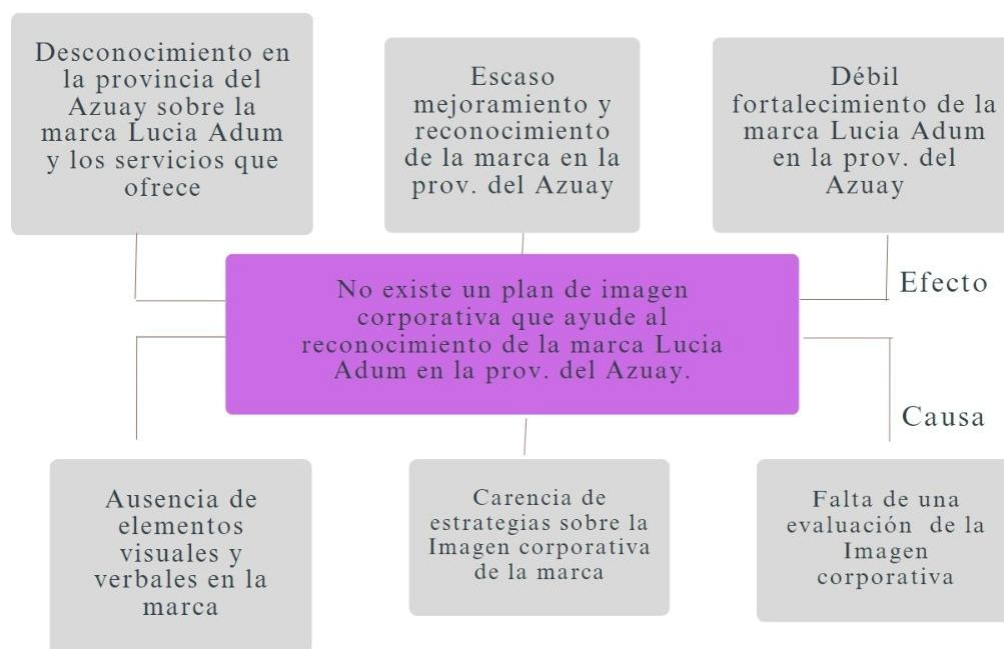 Desconocimiento en
la provincia del
Azuay sobre la
marca Lucia Adum
y los servicios que
ofrece
Escaso
mejoramiento y
reconocimiento
de la marca en la
prov. del Azuay
Débil
fortalecimiento de la
marca Lucia Adum
en la prov. del
Azuay
Efecto
No existe un plan de imagen
corporativa que ayude al
reconocimiento de la marca Lucia
Adum en la prov. del Azuay.
Causa
Ausencia de
elementos
visuales y
verbales en la
marca
Carencia de
estrategias sobre la
Imagen corporativa
de la marca
Falta de una
evaluación de la
Imagen
corporativa